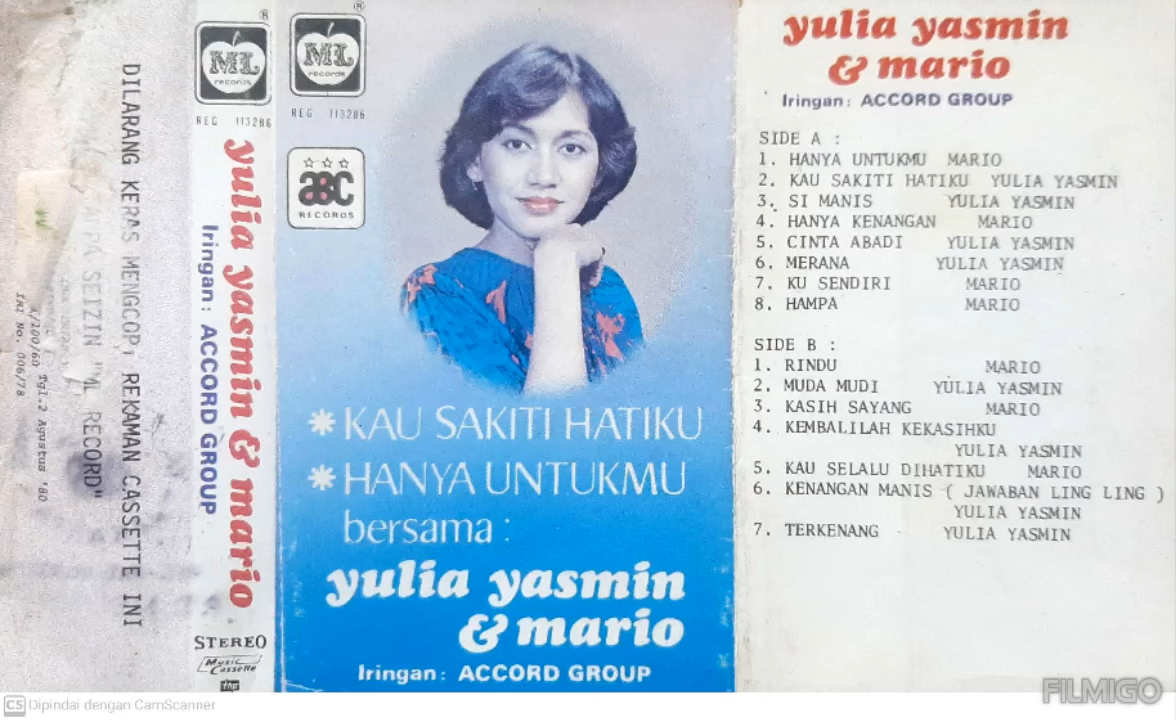 DILARANG KERAS MENGCOPY REKAMAN CASSETTE INI
SEIZIN "ML RECORD"
A/100/60 Tgl.2 Agustus '80
IRI No. 006/78
ML
records
®
REG 113286
yulia yasmin & mario
Iringan: ACCORD GROUP
STEREO
Music Cassette
ML
records
®
REG 113286
aBC
RECORDS
* KAU SAKITI HATIKU
* HANYA UNTUKMU
bersama :
yulia yasmin
& mario
Iringan: ACCORD GROUP
yulia yasmin
& mario
Iringan: ACCORD GROUP
SIDE A :
1. HANYA UNTUKMU MARIO
2. KAU SAKITI HATIKU YULIA YASMIN
3. SI MANIS YULIA YASMIN
4. HANYA KENANGAN MARIO
5. CINTA ABADI YULIA YASMIN
6. MERANA YULIA YASMIN
7. KU SENDIRI MARIO
8. HAMPA MARIO
SIDE B :
1. RINDU MARIO
2. MUDA MUDI YULIA YASMIN
3. KASIH SAYANG MARIO
4. KEMBALILAH KEKASIHKU
YULIA YASMIN
5. KAU SELALU DIHATIKU MARIO
6. KENANGAN MANIS ( JAWABAN LING LING )
YULIA YASMIN
7. TERKENANG YULIA YASMIN
CS Dipindai dengan CamScanner
FILMIGO